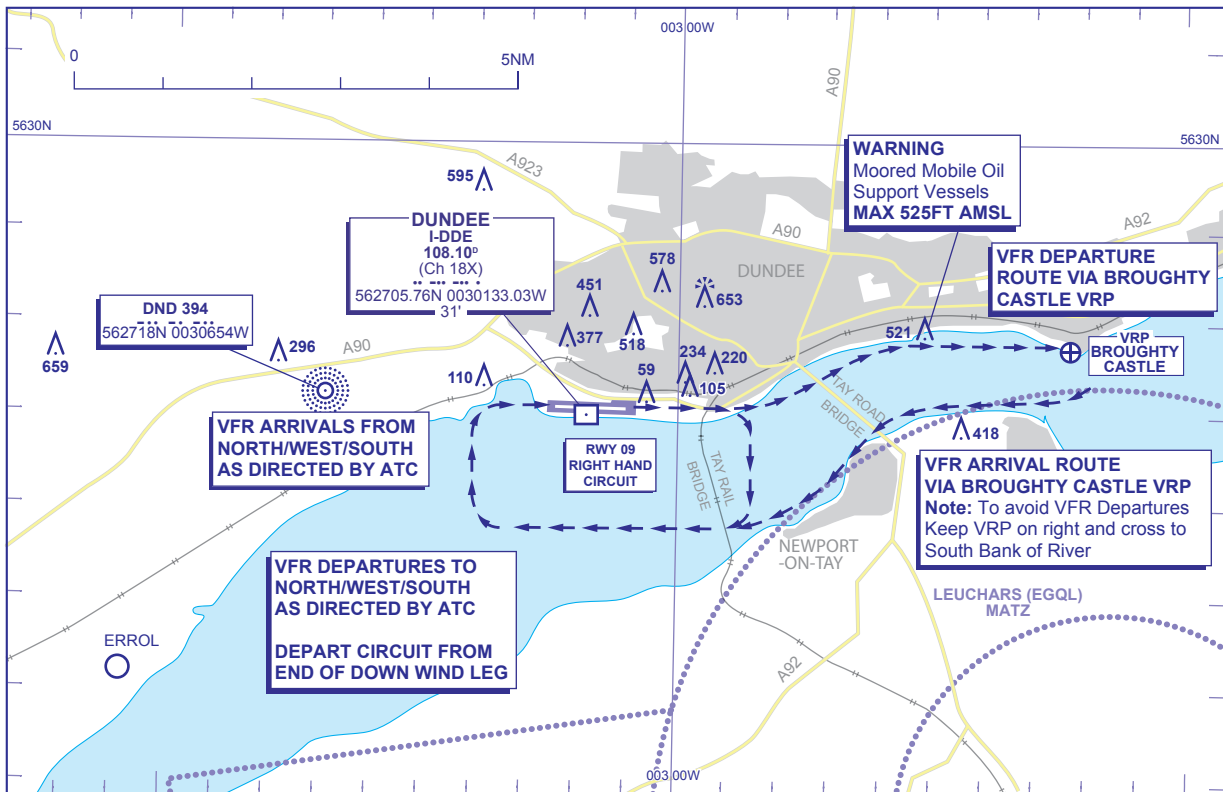 003 00W
0
5NM
A90
5630N
5630N
A923
595
WARNING
Moored Mobile Oil
Support Vessels
MAX 525FT AMSL
A92
DUNDEE
I-DDE
108.10D
(Ch 18X)
562705.76N 0030133.03W
31'
A90
578
DUNDEE
653
451
377
518
VFR DEPARTURE
ROUTE VIA BROUGHTY
CASTLE VRP
DND 394
562718N 0030654W
659
296
A90
110
59
234
220
105
521
VRP
BROUGHTY
CASTLE
VFR ARRIVALS FROM
NORTH/WEST/SOUTH
AS DIRECTED BY ATC
RWY 09
RIGHT HAND
CIRCUIT
TAY RAIL
BRIDGE
TAY ROAD
BRIDGE
418
VFR ARRIVAL ROUTE
VIA BROUGHTY CASTLE VRP
Note: To avoid VFR Departures
Keep VRP on right and cross to
South Bank of River
NEWPORT
-ON-TAY
VFR DEPARTURES TO
NORTH/WEST/SOUTH
AS DIRECTED BY ATC
DEPART CIRCUIT FROM
END OF DOWN WIND LEG
LEUCHARS (EGQL)
MATZ
ERROL
A92
003 00W